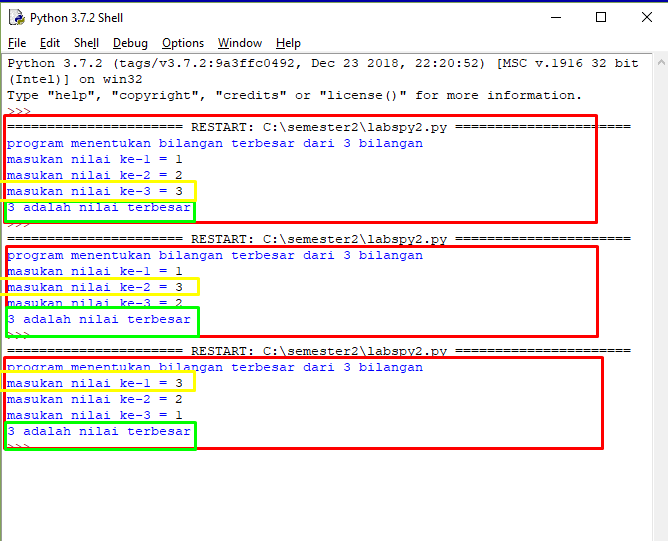 Python 3.7.2 Shell
File Edit Shell Debug Options Window Help
Python 3.7.2 (tags/v3.7.2:9a3ffc0492, Dec 23 2018, 22:20:52) [MSC v.1916 32 bit
(Intel)] on win32
Type "help", "copyright", "credits" or "license()" for more information.
>>>
====================== RESTART: C:\semester2\labspy2.py ======================
program menentukan bilangan terbesar dari 3 bilangan
masukan nilai ke-1 = 1
masukan nilai ke-2 = 2
masukan nilai ke-3 = 3
3 adalah nilai terbesar
>>>
====================== RESTART: C:\semester2\labspy2.py ======================
program menentukan bilangan terbesar dari 3 bilangan
masukan nilai ke-1 = 1
masukan nilai ke-2 = 3
masukan nilai ke-3 = 2
3 adalah nilai terbesar
>>>
====================== RESTART: C:\semester2\labspy2.py ======================
program menentukan bilangan terbesar dari 3 bilangan
masukan nilai ke-1 = 3
masukan nilai ke-2 = 2
masukan nilai ke-3 = 1
3 adalah nilai terbesar
>>>